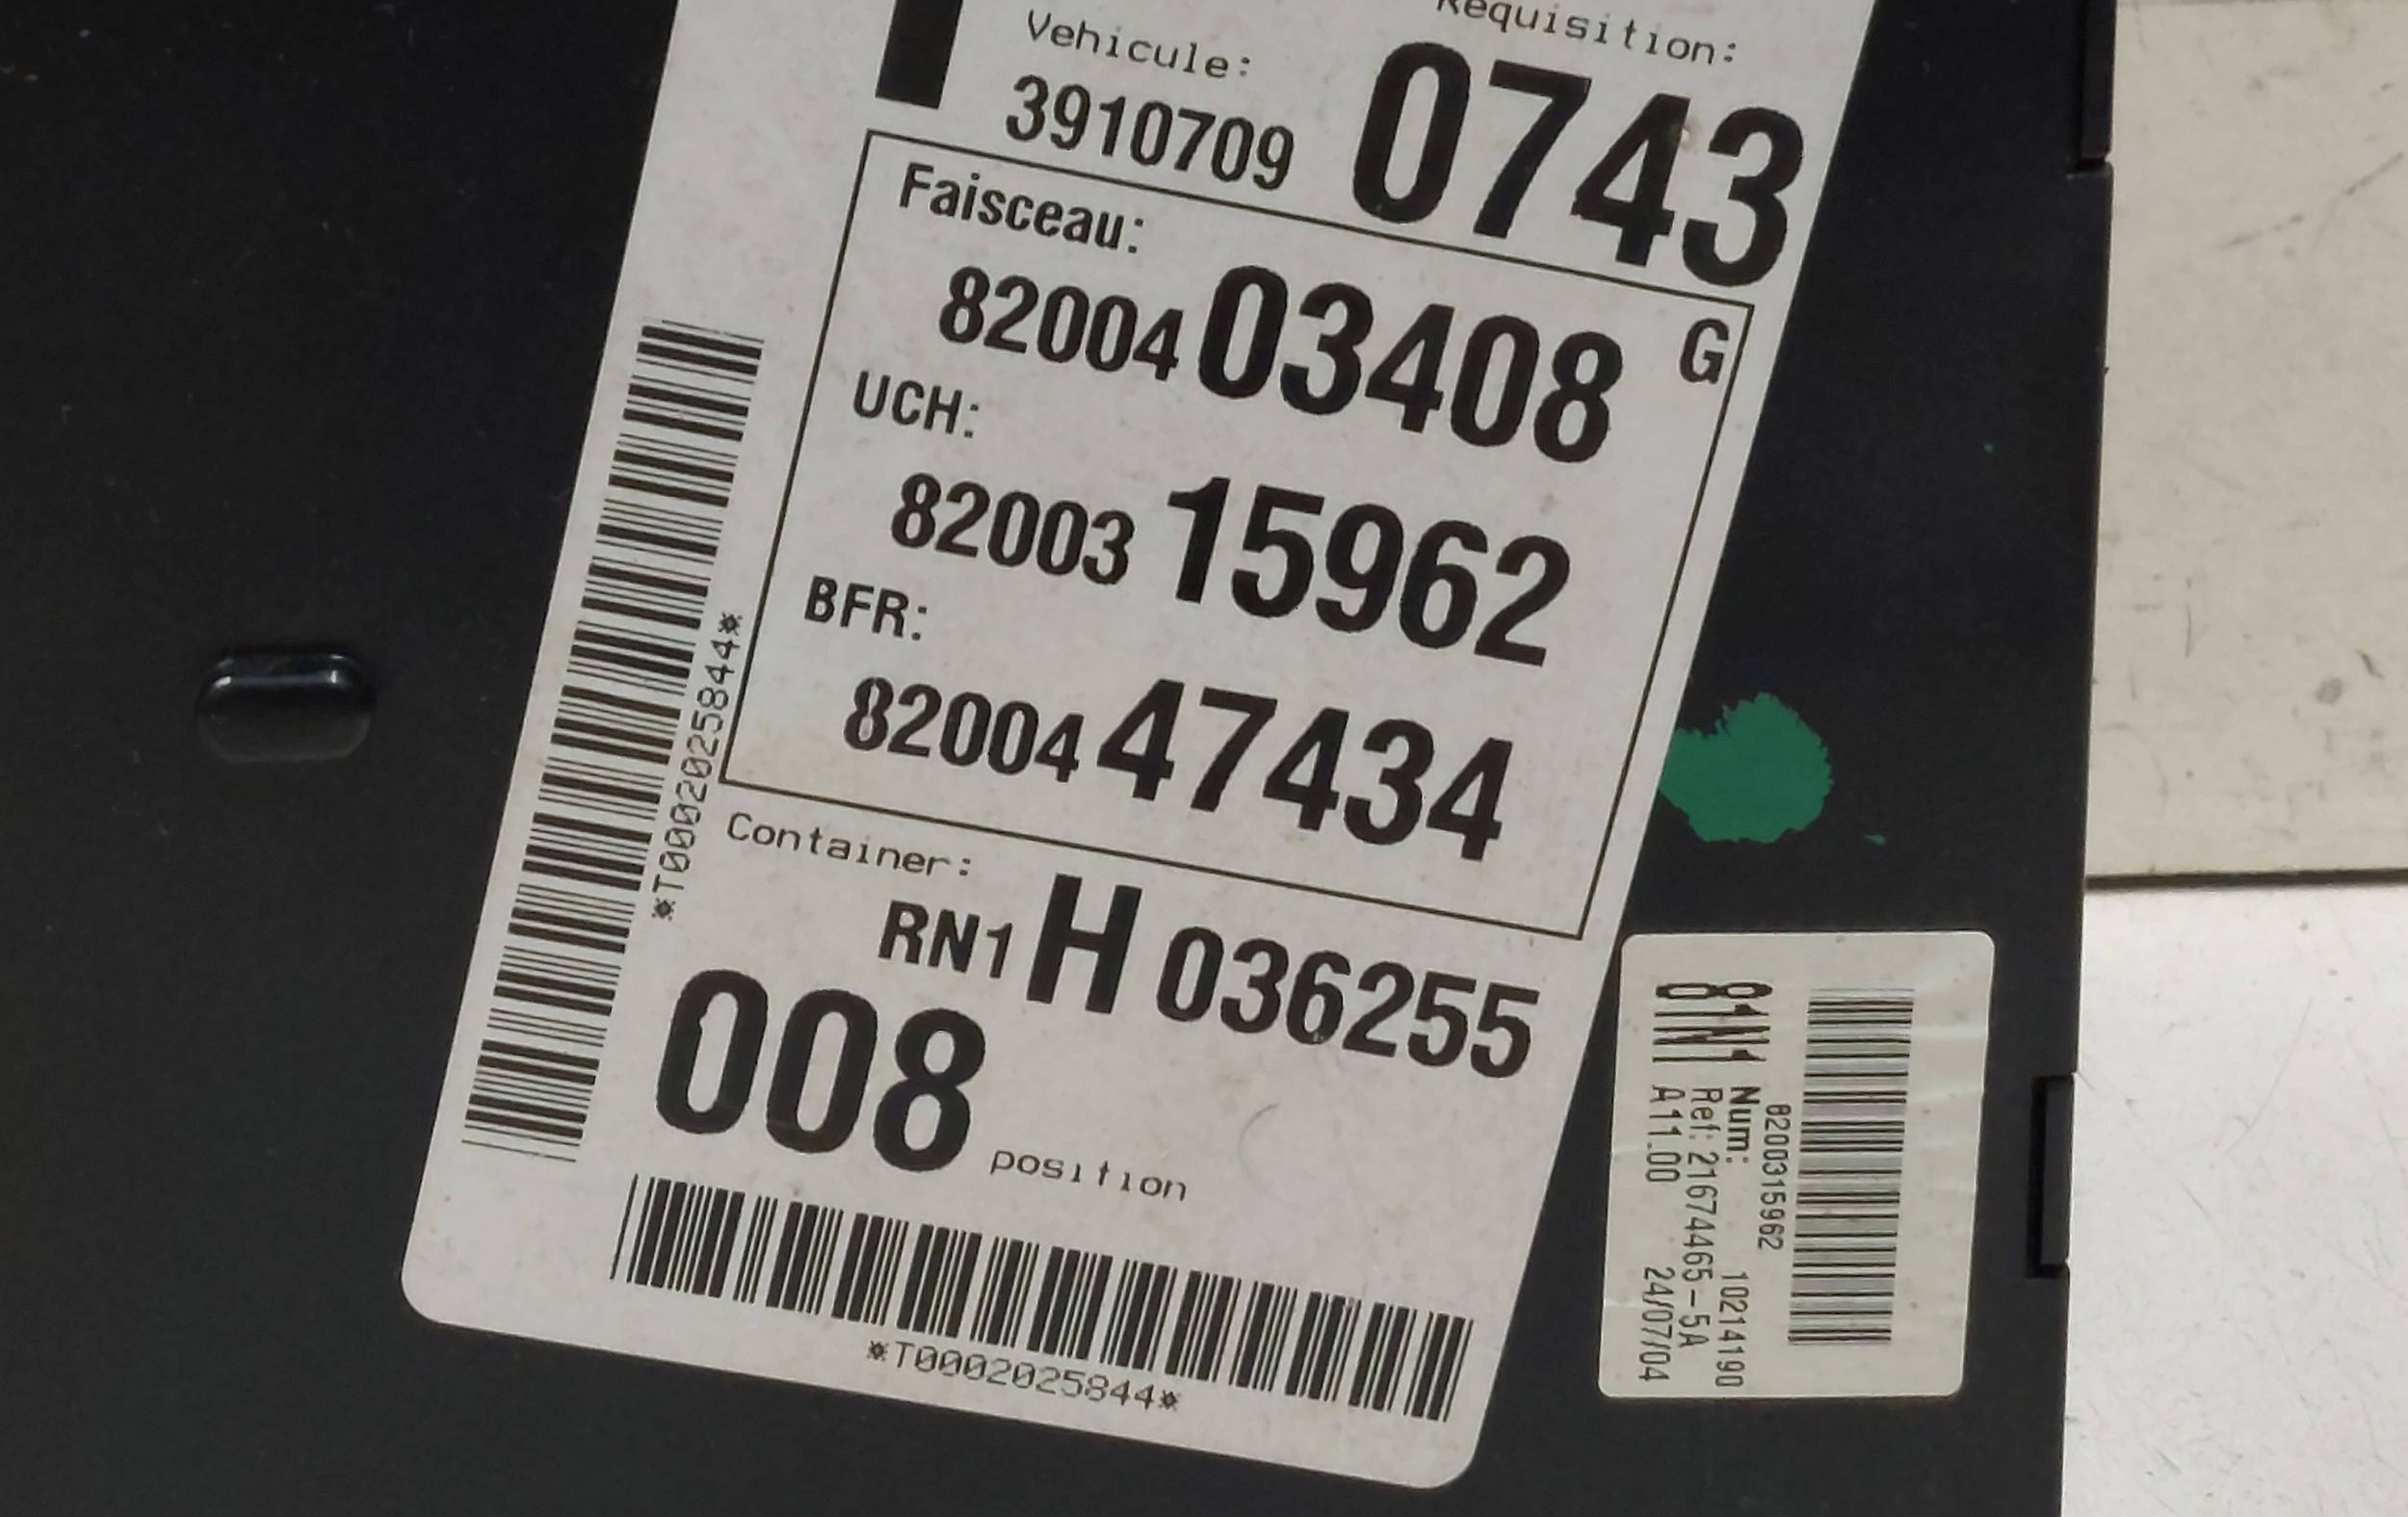 Requisition:
Vehicule:
3910709 0743
Faisceau:
82004 03408 G
UCH:
82003 15962
BFR:
82004 47434
Container:
RN1 H 036255
008 position
*T0002025844*
*T0002025844*
8200315962
Num: 10214190
Ref: 21674465-5A
A11.00 24/07/04